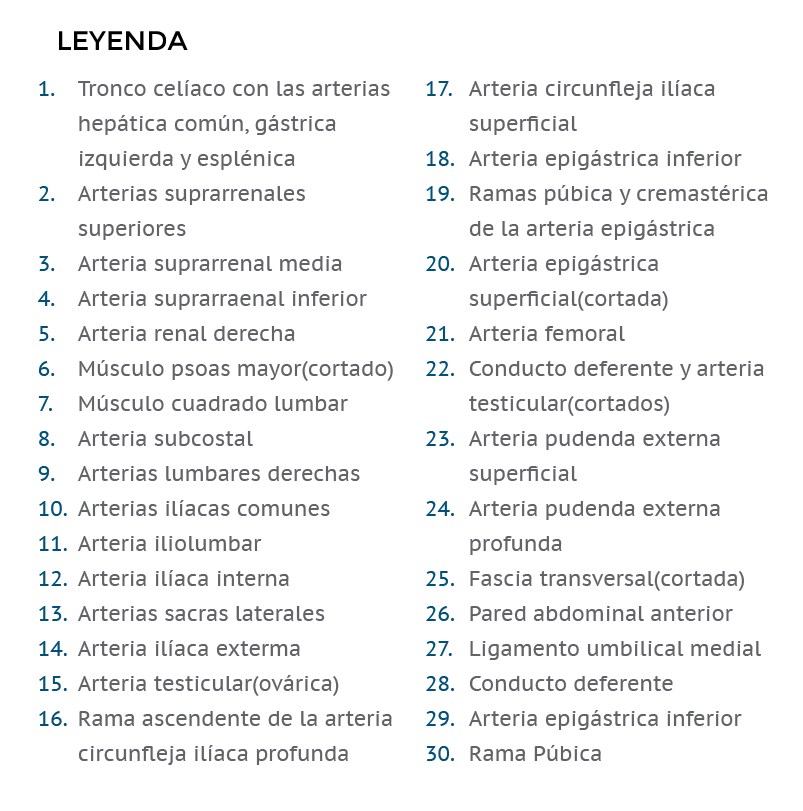 LEYENDA
1. Tronco celíaco con las arterias
hepática común, gástrica
izquierda y esplénica
2. Arterias suprarrenales
superiores
3. Arteria suprarrenal media
4. Arteria suprarraenal inferior
5. Arteria renal derecha
6. Músculo psoas mayor(cortado)
7. Músculo cuadrado lumbar
8. Arteria subcostal
9. Arterias lumbares derechas
10. Arterias ilíacas comunes
11. Arteria iliolumbar
12. Arteria ilíaca interna
13. Arterias sacras laterales
14. Arteria ilíaca exterma
15. Arteria testicular(ovárica)
16. Rama ascendente de la arteria
circunfleja ilíaca profunda
17. Arteria circunfleja ilíaca
superficial
18. Arteria epigástrica inferior
19. Ramas púbica y cremastérica
de la arteria epigástrica
20. Arteria epigástrica
superficial(cortada)
21. Arteria femoral
22. Conducto deferente y arteria
testicular(cortados)
23. Arteria pudenda externa
superficial
24. Arteria pudenda externa
profunda
25. Fascia transversal(cortada)
26. Pared abdominal anterior
27. Ligamento umbilical medial
28. Conducto deferente
29. Arteria epigástrica inferior
30. Rama Púbica